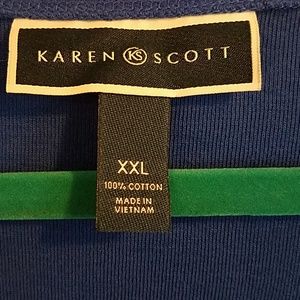 KAREN KS SCOTT
XXL
100% COTTON
MADE IN
VIETNAM